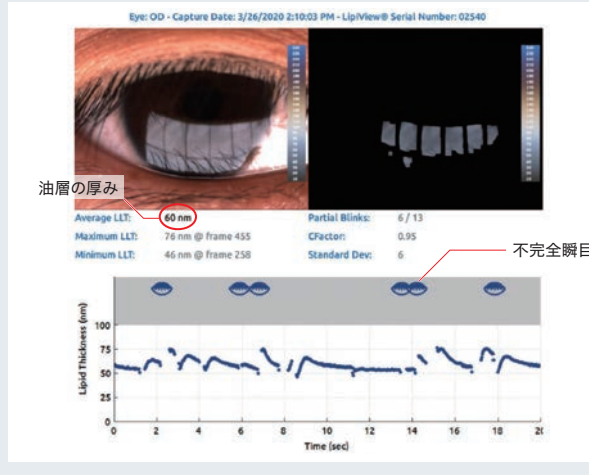 Eye: OD - Capture Date: 3/26/2020 2:10:03 PM - LipiView® Serial Number: 02540
油層の厚み
Average LLT: 60 nm
Partial Blinks: 6 / 13
Maximum LLT: 76 nm @ frame 455
CFactor: 0.95
Minimum LLT: 46 nm @ frame 258
Standard Dev: 6
不完全瞬目
Lipid Thickness (nm)
100
75
50
25
0
0 2 4 6 8 10 12 14 16 18 20
Time (sec)